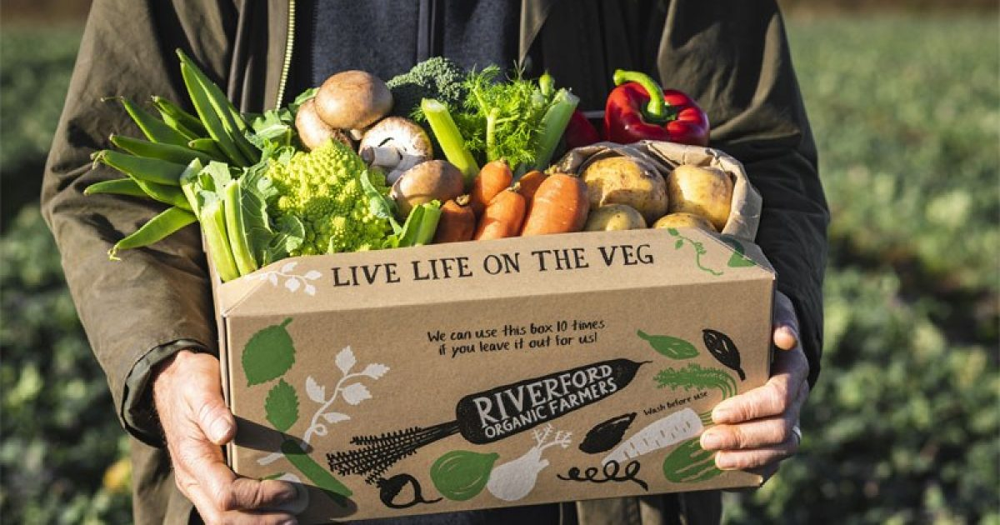 LIVE LIFE ON THE VEG
We can use this box 10 times
if you leave it out for us!
RIVERFORD
ORGANIC FARMERS
Wash before use